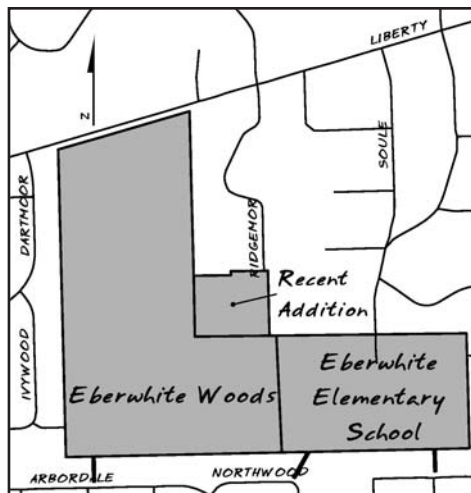 LIBERTY
N
SOULE
DARTMOOR
RIDGEMOR
Recent
Addition
IVYWOOD
Eberwhite Woods
Eberwhite
Elementary
School
ARBORDALE
NORTHWOOD